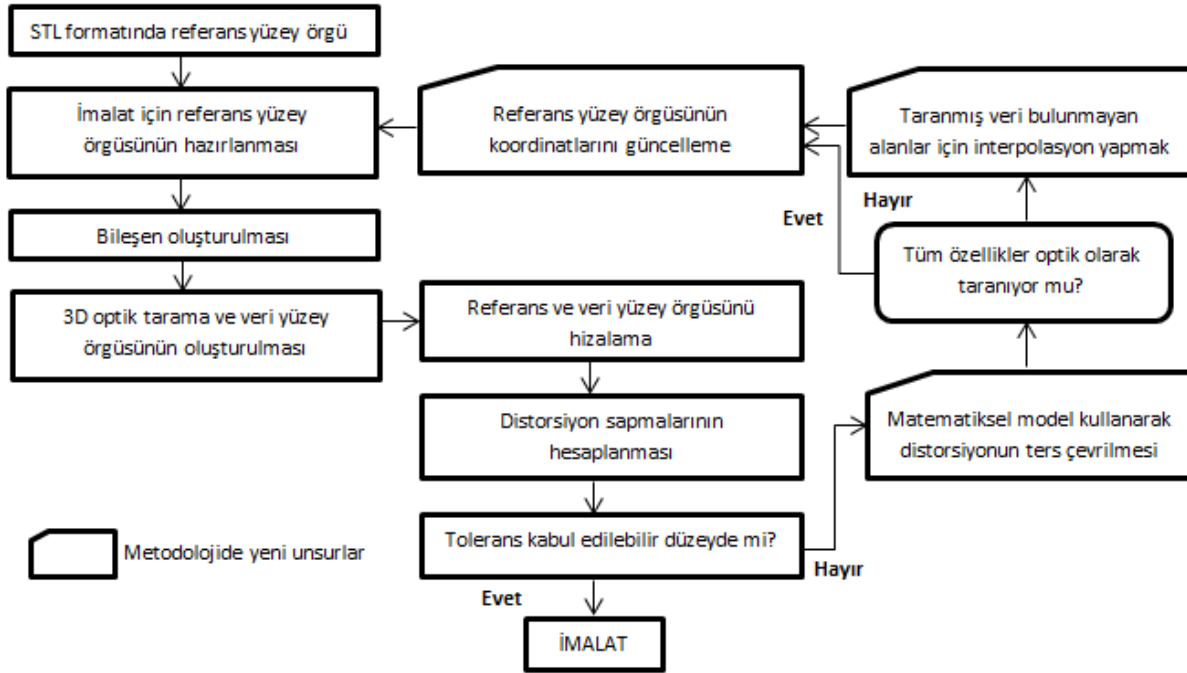 STL formatında referans yüzey örgü
İmalat için referans yüzey
örgüsünün hazırlanması
Bileşen oluşturulması
3D optik tarama ve veri yüzey
örgüsünün oluşturulması
Referans yüzey örgüsünün
koordinatlarını güncelleme
Referans ve veri yüzey örgüsünü
hizalama
Distorsiyon sapmalarının
hesaplanması
Tolerans kabul edilebilir düzeyde mi?
Evet
Hayır
İMALAT
Matematiksel model kullanarak
distorsiyonun ters çevrilmesi
Tüm özellikler optik olarak
taranıyor mu?
Evet
Hayır
Taranmış veri bulunmayan
alanlar için interpolasyon yapmak
Metodolojide yeni unsurlar